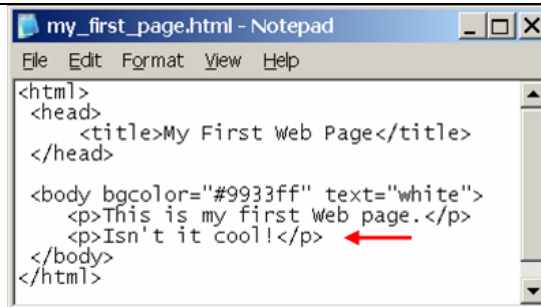 my_first_page.html - Notepad
File Edit Format View Help
<html>
<head>
<title>My First Web Page</title>
</head>
<body bgcolor="#9933ff" text="white">
<p>This is my first Web page.</p>
<p>Isn't it cool!</p>
</body>
</html>